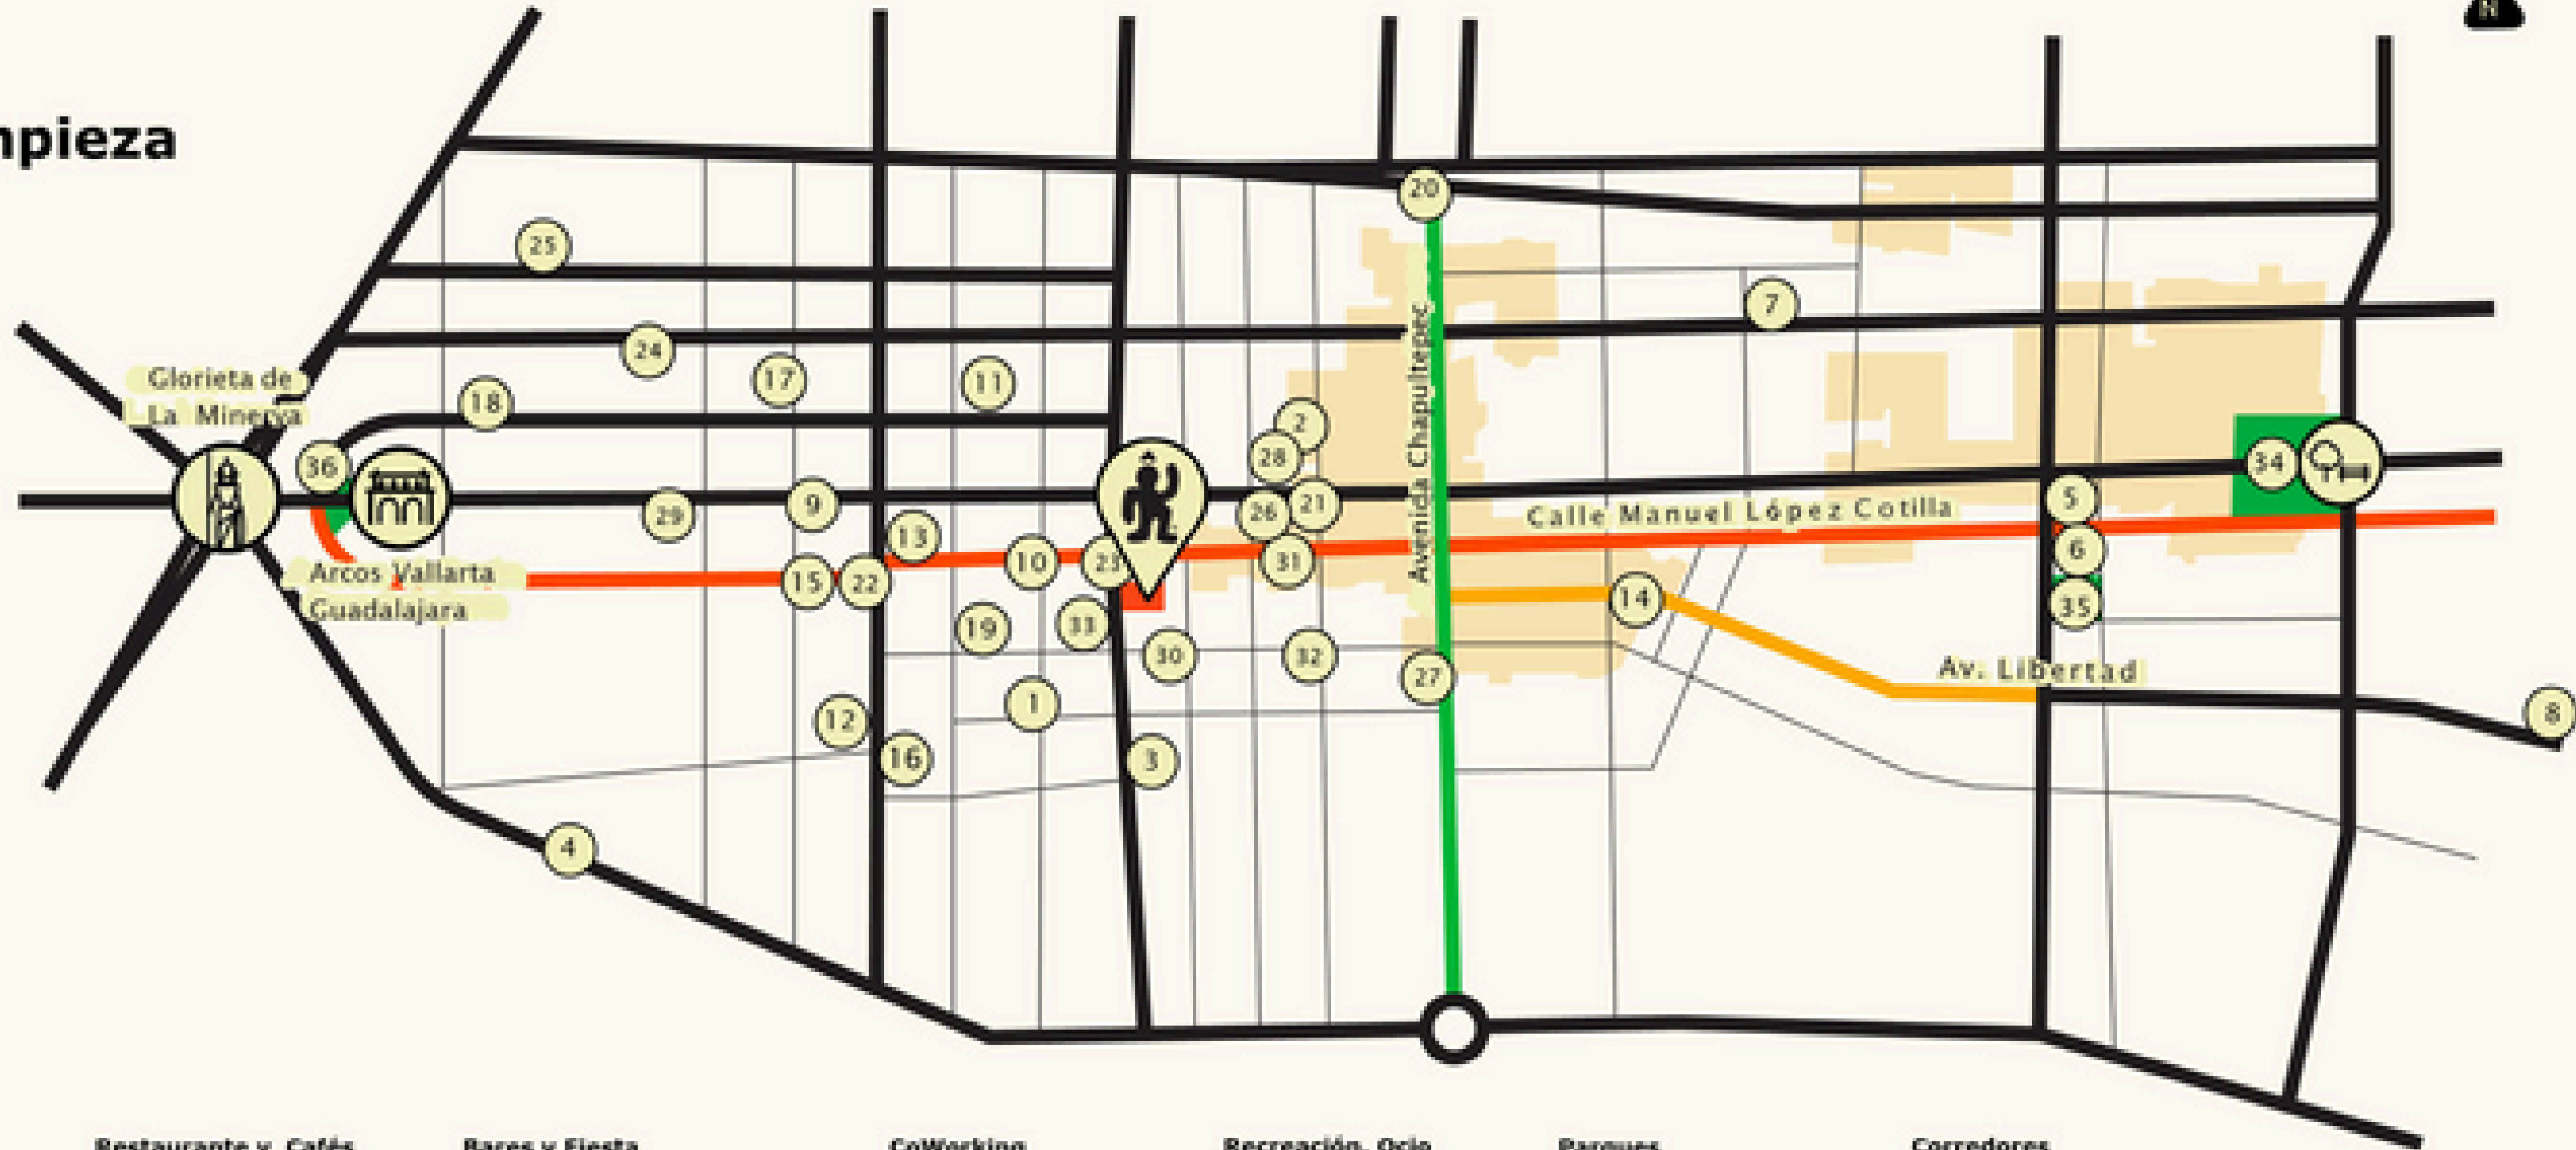 N
mpieza
20
25
7
24
17
11
Glorieta de
La Minerva
18
2
28
36
34
9
29
26
21
5
Calle Manuel López Cotilla
Avenida Chapultepec
13
10
23
31
6
Arcos Vallarta
Guadalajara
15
22
14
35
19
33
30
32
27
Av. Libertad
1
12
8
16
3
4
Restaurante y Cafés
Bares y Fiesta
CoWorking
Recreación, Ocio
Parques
Corredores